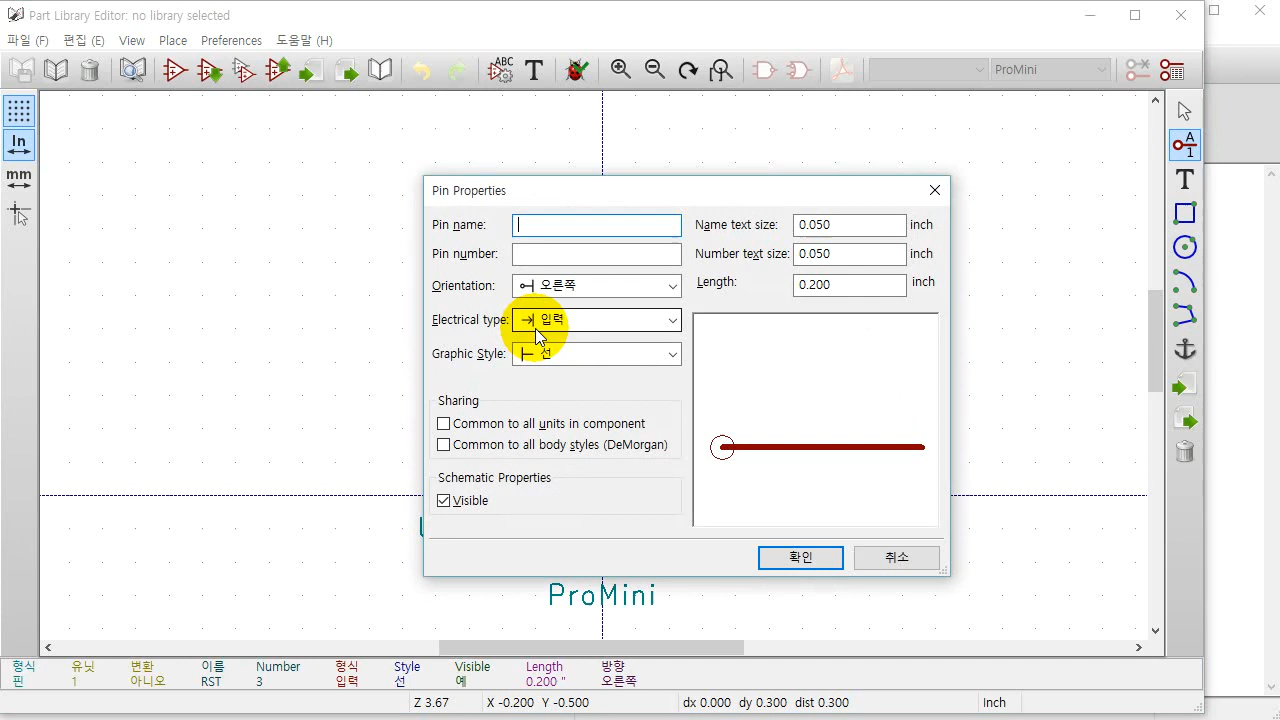 Part Library Editor: no library selected
파일 (F) 편집 (E) View Place Preferences 도움말 (H)
ABC T ProMini
In
mm
A
1
T
Pin Properties
Pin name:
Pin number:
Orientation: 오른쪽
Electrical type: 입력
Graphic Style: 선
Name text size: 0.050 inch
Number text size: 0.050 inch
Length: 0.200 inch
Sharing
Common to all units in component
Common to all body styles (DeMorgan)
Schematic Properties
Visible
확인 취소
ProMini
형식 유닛 변환 이름 Number 형식 Style Visible Length 방향
핀 1 아니오 RST 3 입력 선 예 0.200 " 오른쪽
Z 3.67 X -0.200 Y -0.500 dx 0.000 dy 0.300 dist 0.300 Inch